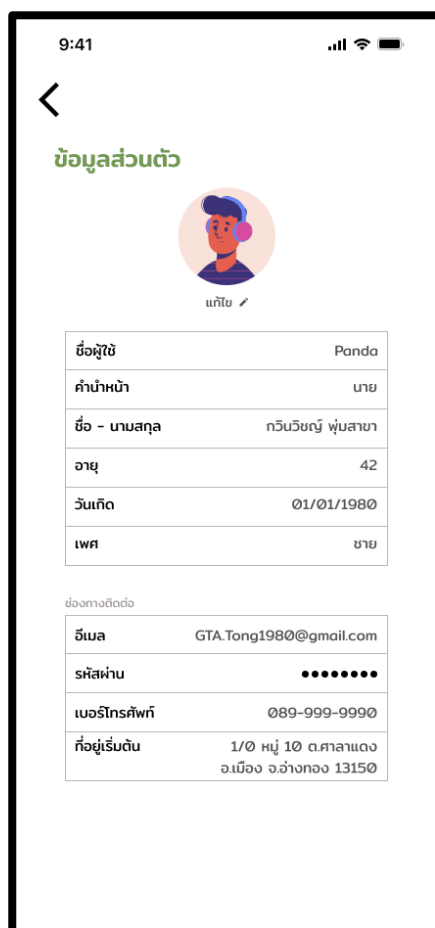 9:41
ข้อมูลส่วนตัว
แก้ไข
ชื่อผู้ใช้ Panda
คำนำหน้า นาย
ชื่อ - นามสกุล กวินวิชญ์ พุ่มสาขา
อายุ 42
วันเกิด 01/01/1980
เพศ ชาย
ช่องทางติดต่อ
อีเมล GTA.Tong1980@gmail.com
รหัสผ่าน ●●●●●●●●
เบอร์โทรศัพท์ 089-999-9990
ที่อยู่เริ่มต้น 1/0 หมู่ 10 ต.ศาลาแดง
อ.เมือง จ.อ่างทอง 13150